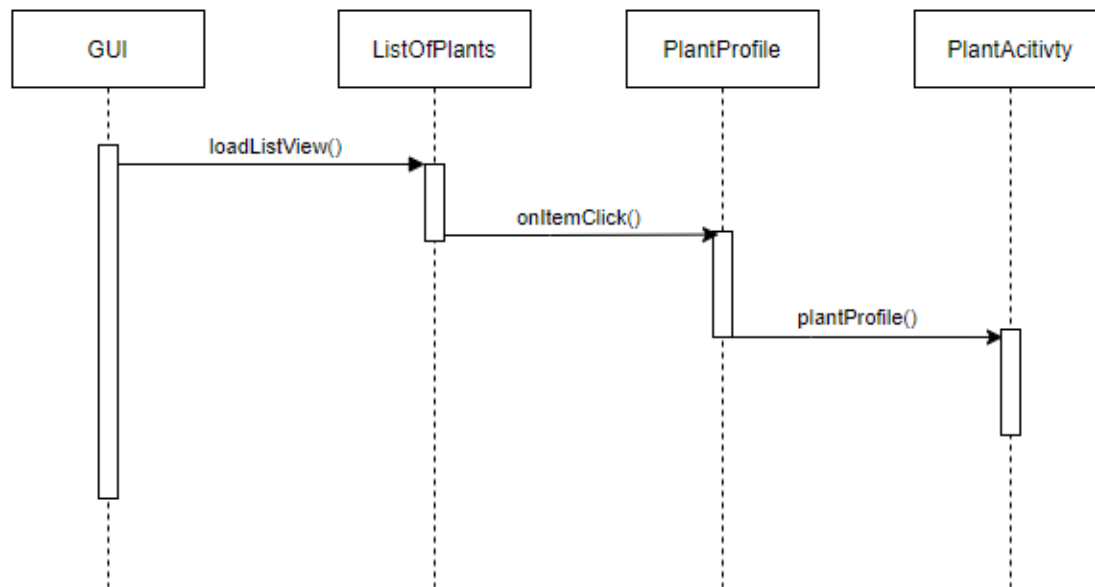 GUI
ListOfPlants
PlantProfile
PlantAcitivty
loadListView()
onItemClick()
plantProfile()